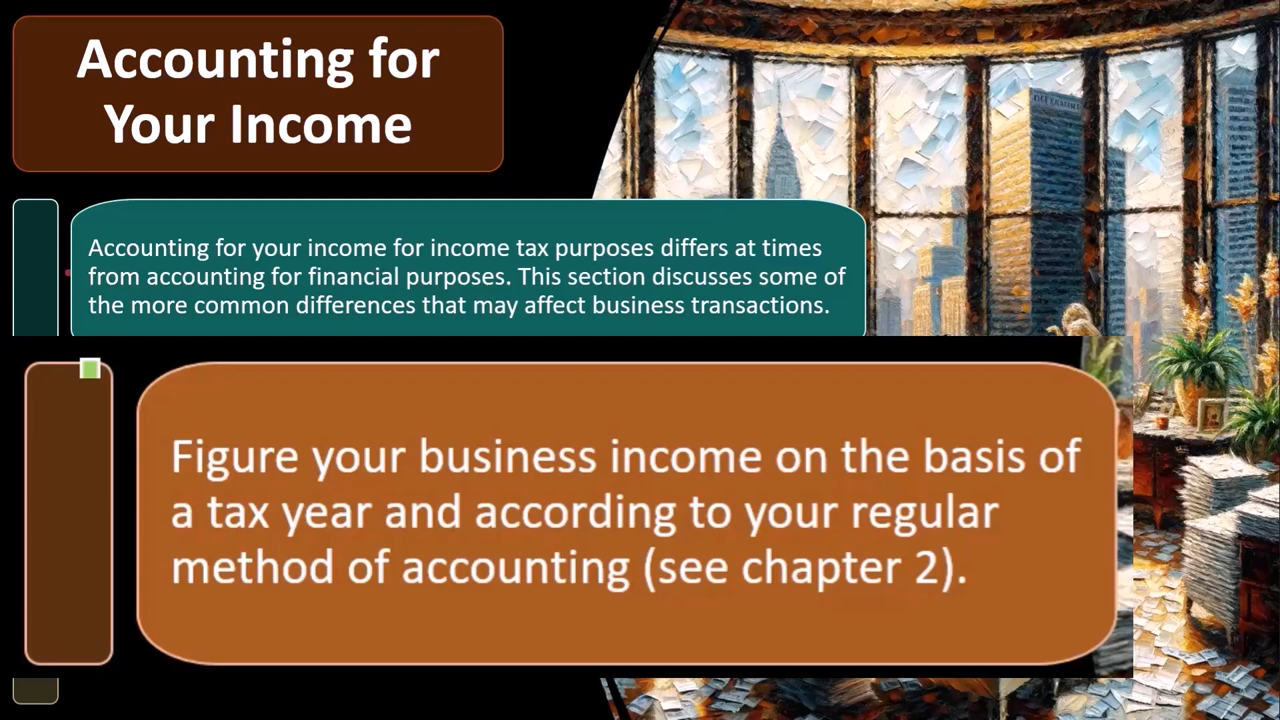 Accounting for
Your Income
Accounting for your income for income tax purposes differs at times
from accounting for financial purposes. This section discusses some of
the more common differences that may affect business transactions.
Figure your business income on the basis of
a tax year and according to your regular
method of accounting (see chapter 2).